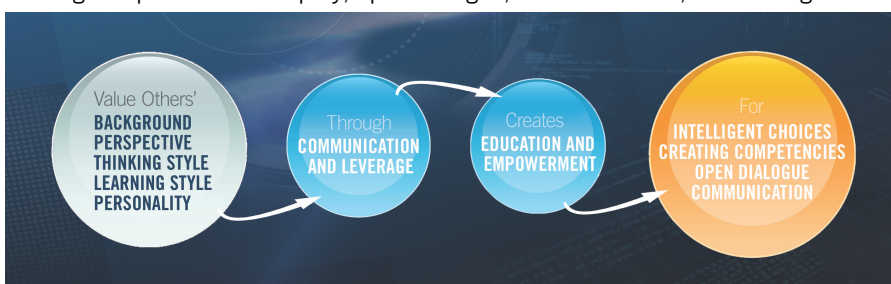 Value Others'
BACKGROUND
PERSPECTIVE
THINKING STYLE
LEARNING STYLE
PERSONALITY
Through
COMMUNICATION
AND LEVERAGE
Creates
EDUCATION AND
EMPOWERMENT
For
INTELLIGENT CHOICES
CREATING COMPETENCIES
OPEN DIALOGUE
COMMUNICATION